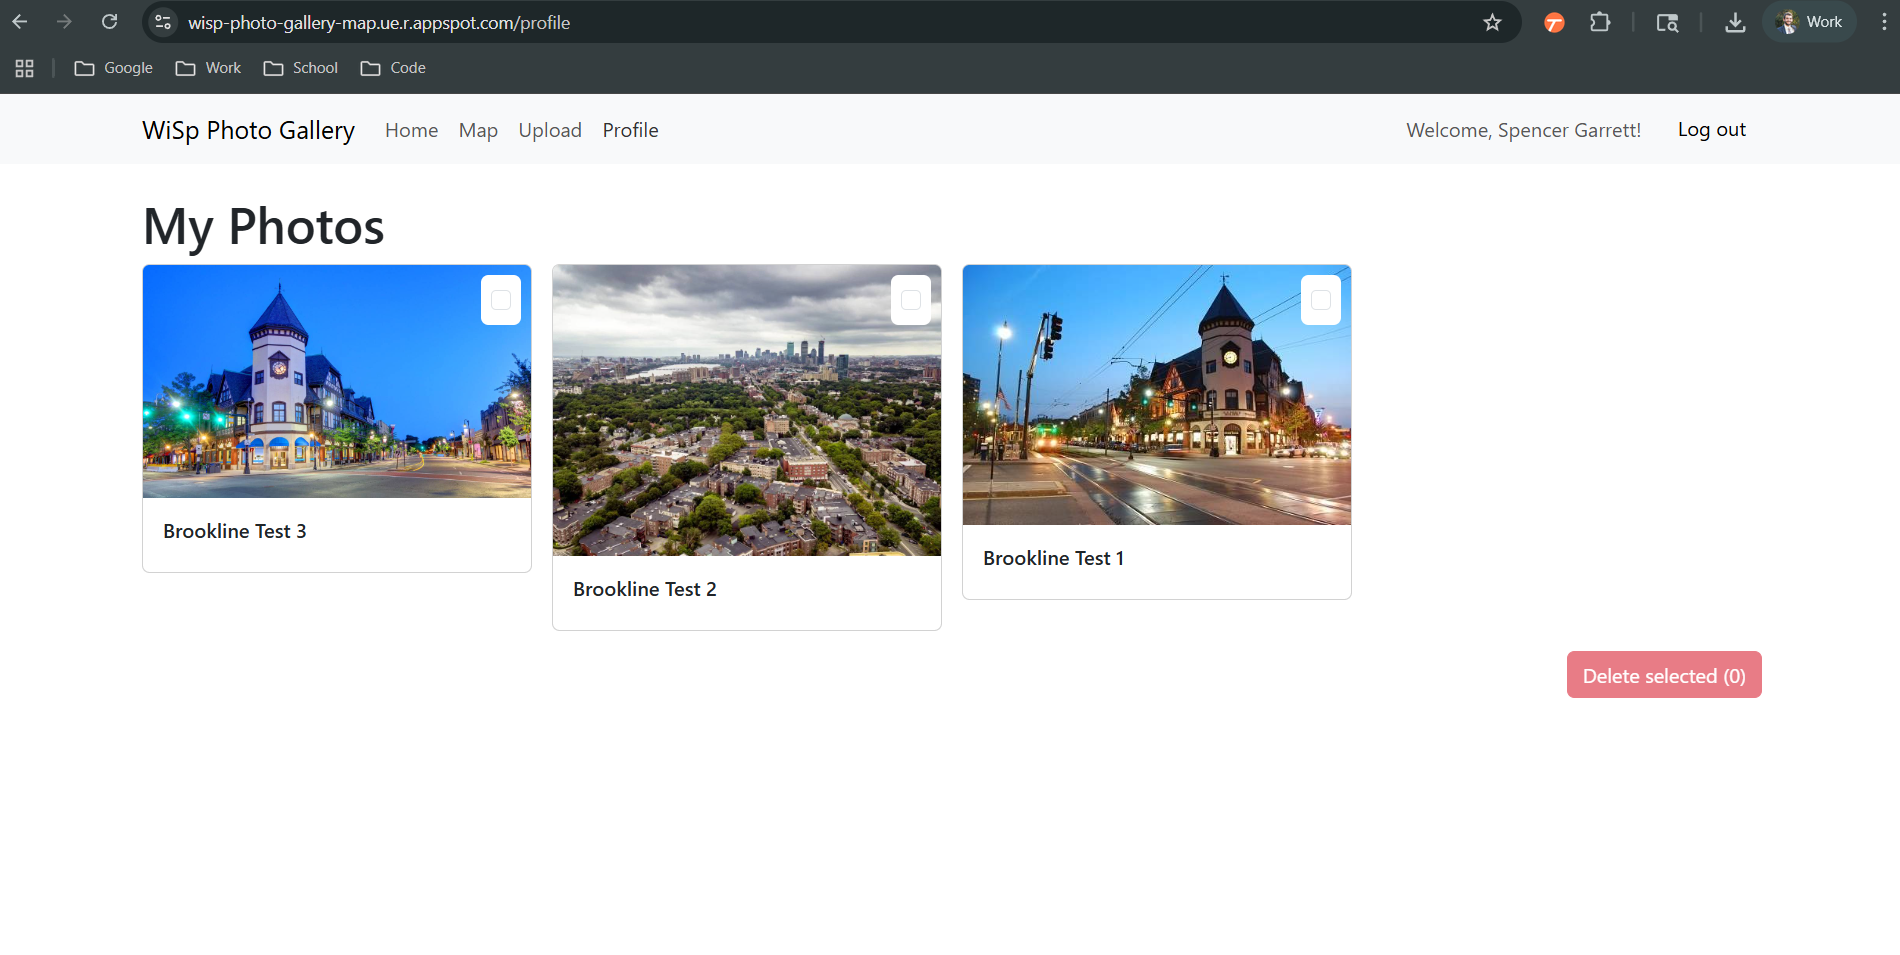 wisp-photo-gallery-map.ue.r.appspot.com/profile
Work
Google Work School Code
WiSp Photo Gallery Home Map Upload Profile Welcome, Spencer Garrett! Log out
My Photos
Brookline Test 3
Brookline Test 2
Brookline Test 1
Delete selected (0)